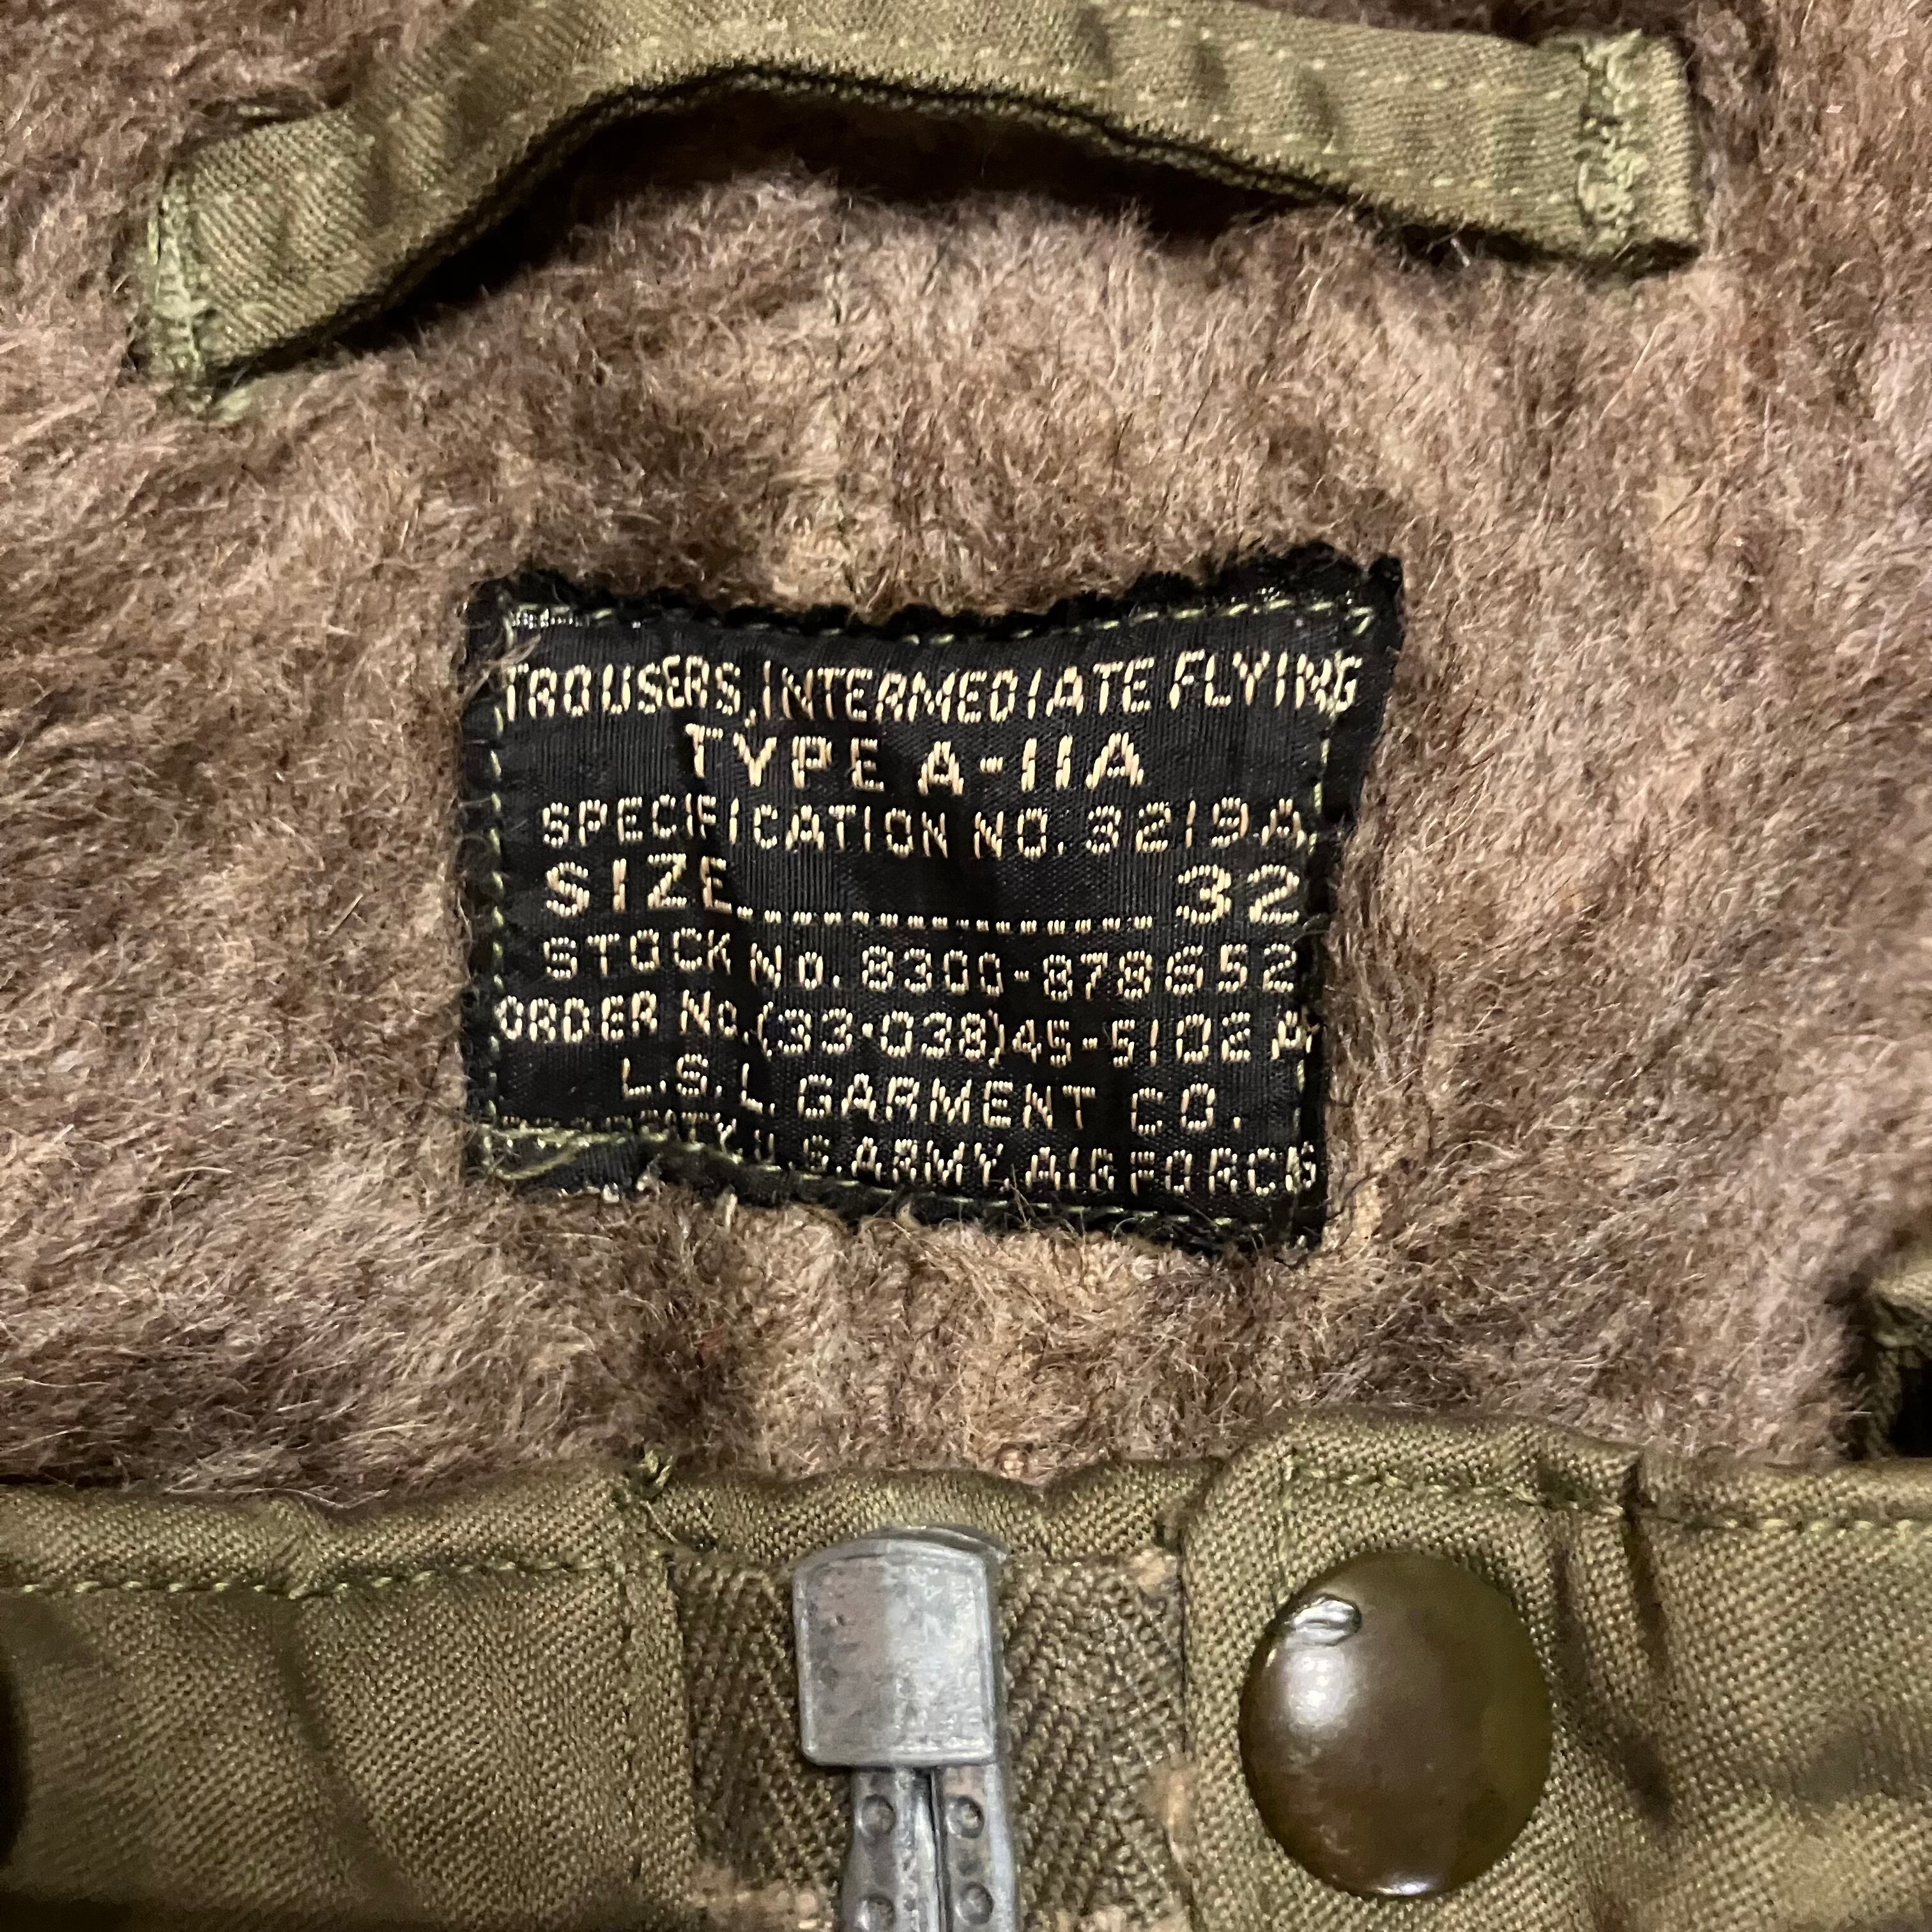 TROUSERS, INTERMEDIATE FLYING
TYPE A-11A
SPECIFICATION NO. 3219A
SIZE................ 32
STOCK No. 8300-878652
ORDER No. (33-038)45-5102A
L.S.L. GARMENT CO.
U.S. ARMY AIR FORCES